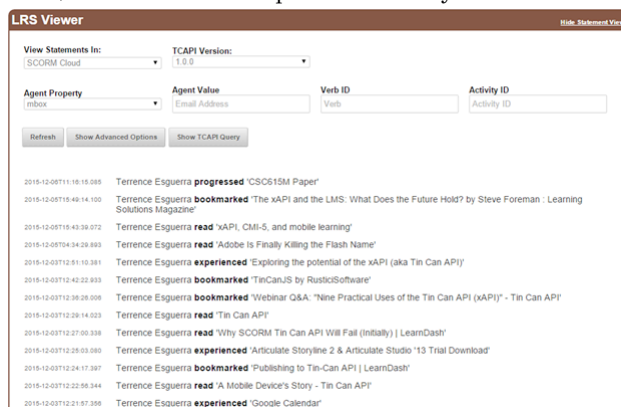 LRS Viewer
Hide Statement View
View Statements In:
TCAPI Version:
SCORM Cloud
1.0.0
Agent Property
Agent Value
Verb ID
Activity ID
mbox
Email Address
Verb
Activity ID
Refresh
Show Advanced Options
Show TCAPI Query
2015-12-06T11:16:15.085 Terrence Esguerra progressed 'CSC615M Paper'
2015-12-05T15:49:14.100 Terrence Esguerra bookmarked 'The xAPI and the LMS: What Does the Future Hold? by Steve Foreman : Learning
Solutions Magazine'
2015-12-05T15:43:39.072 Terrence Esguerra read 'xAPI, CMI-5, and mobile learning'
2015-12-05T04:34:29.893 Terrence Esguerra read 'Adobe Is Finally Killing the Flash Name'
2015-12-03T12:51:10.381 Terrence Esguerra experienced 'Exploring the potential of the xAPI (aka Tin Can API)'
2015-12-03T12:42:22.933 Terrence Esguerra bookmarked 'TinCanJS by RusticiSoftware'
2015-12-03T12:36:26.006 Terrence Esguerra bookmarked 'Webinar Q&A: "Nine Practical Uses of the Tin Can API (xAPI)" - Tin Can API'
2015-12-03T12:29:14.023 Terrence Esguerra read 'Tin Can API'
2015-12-03T12:27:00.338 Terrence Esguerra read 'Why SCORM Tin Can API Will Fail (Initially) | LearnDash'
2015-12-03T12:25:03.083 Terrence Esguerra experienced 'Articulate Storyline 2 & Articulate Studio '13 Trial Download'
2015-12-03T12:24:17.397 Terrence Esguerra bookmarked 'Publishing to Tin-Can API | LearnDash'
2015-12-03T12:22:56.344 Terrence Esguerra read 'A Mobile Device's Story - Tin Can API'
2015-12-03T12:21:57.356 Terrence Esguerra experienced 'Google Calendar'